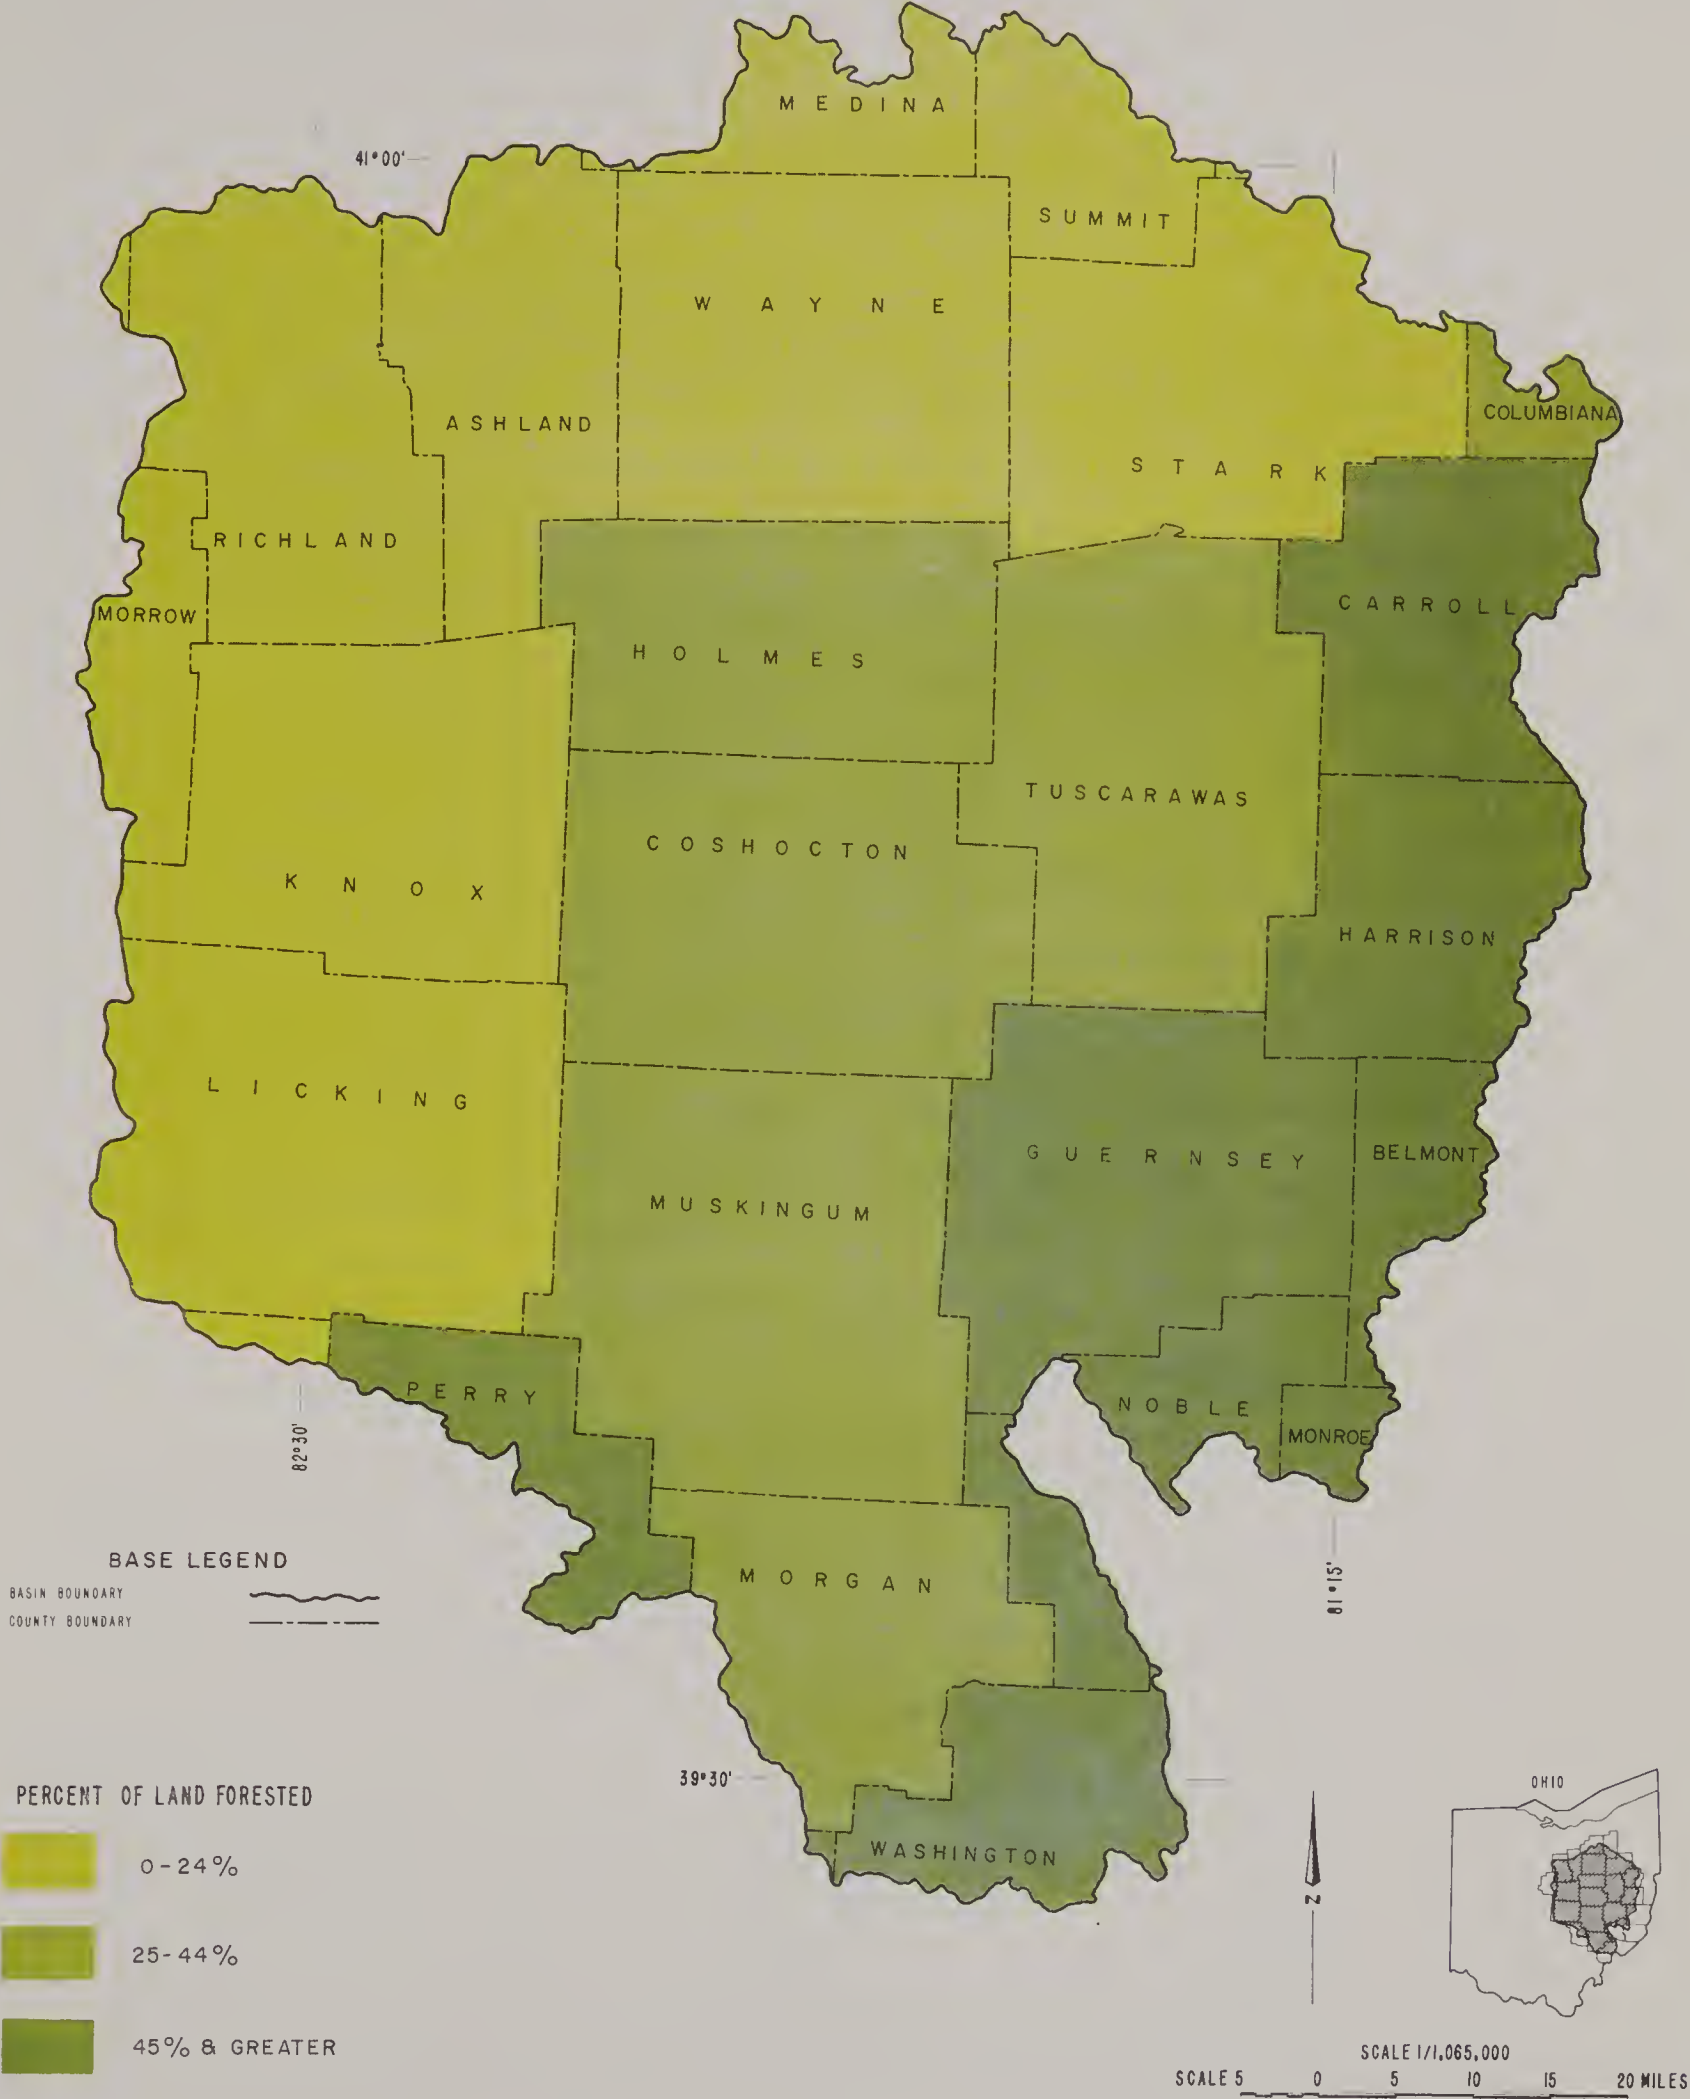 MEDINA
41°00'
SUMMIT
WAYNE
COLUMBIANA
ASHLAND
STARK
RICHLAND
MORROW
CARROLL
HOLMES
TUSCARAWAS
COSHOCTON
KNOX
HARRISON
LICKING
GUERNSEY
BELMONT
MUSKINGUM
PERRY
NOBLE
MONROE
82°30'
BASE LEGEND
BASIN BOUNDARY
COUNTY BOUNDARY
MORGAN
81°15'
39°30'
WASHINGTON
PERCENT OF LAND FORESTED
0-24%
25-44%
45% & GREATER
OHIO
N
SCALE 1/1,065,000
SCALE 5 0 5 10 15 20 MILES